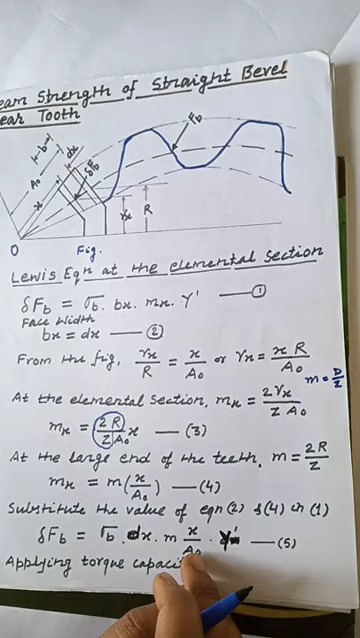 eam Strength of Straight Bevel
ear Tooth
Fb
b
dx
A₀
δFb
x
rx
R
O
Fig.
Lewis Eqn at the elemental Section
δFb = σb. bx. mx. Y' — ①
Face Width
bx = dx — ②
From the fig, rx/R = x/A₀ or rx = xR/A₀
m = D/Z
At the elemental section, mx = 2rx/Z A₀
mx = 2R/ZA₀ x — (3)
At the large end of the teeth, m = 2R/Z
mx = m(x/A₀) — (4)
Substitute the value of eqn (2) & (4) in (1)
δFb = σb. dx. m x/A₀ . Y' — (5)
Applying torque capaci